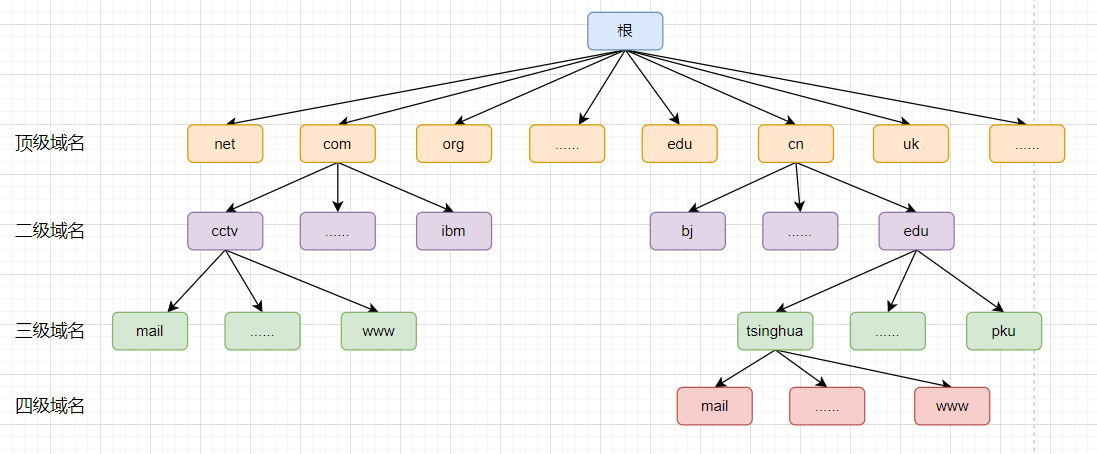 根
顶级域名 net com org ...... edu cn uk ......
二级域名 cctv ...... ibm bj ...... edu
三级域名 mail ...... www tsinghua ...... pku
四级域名 mail ...... www